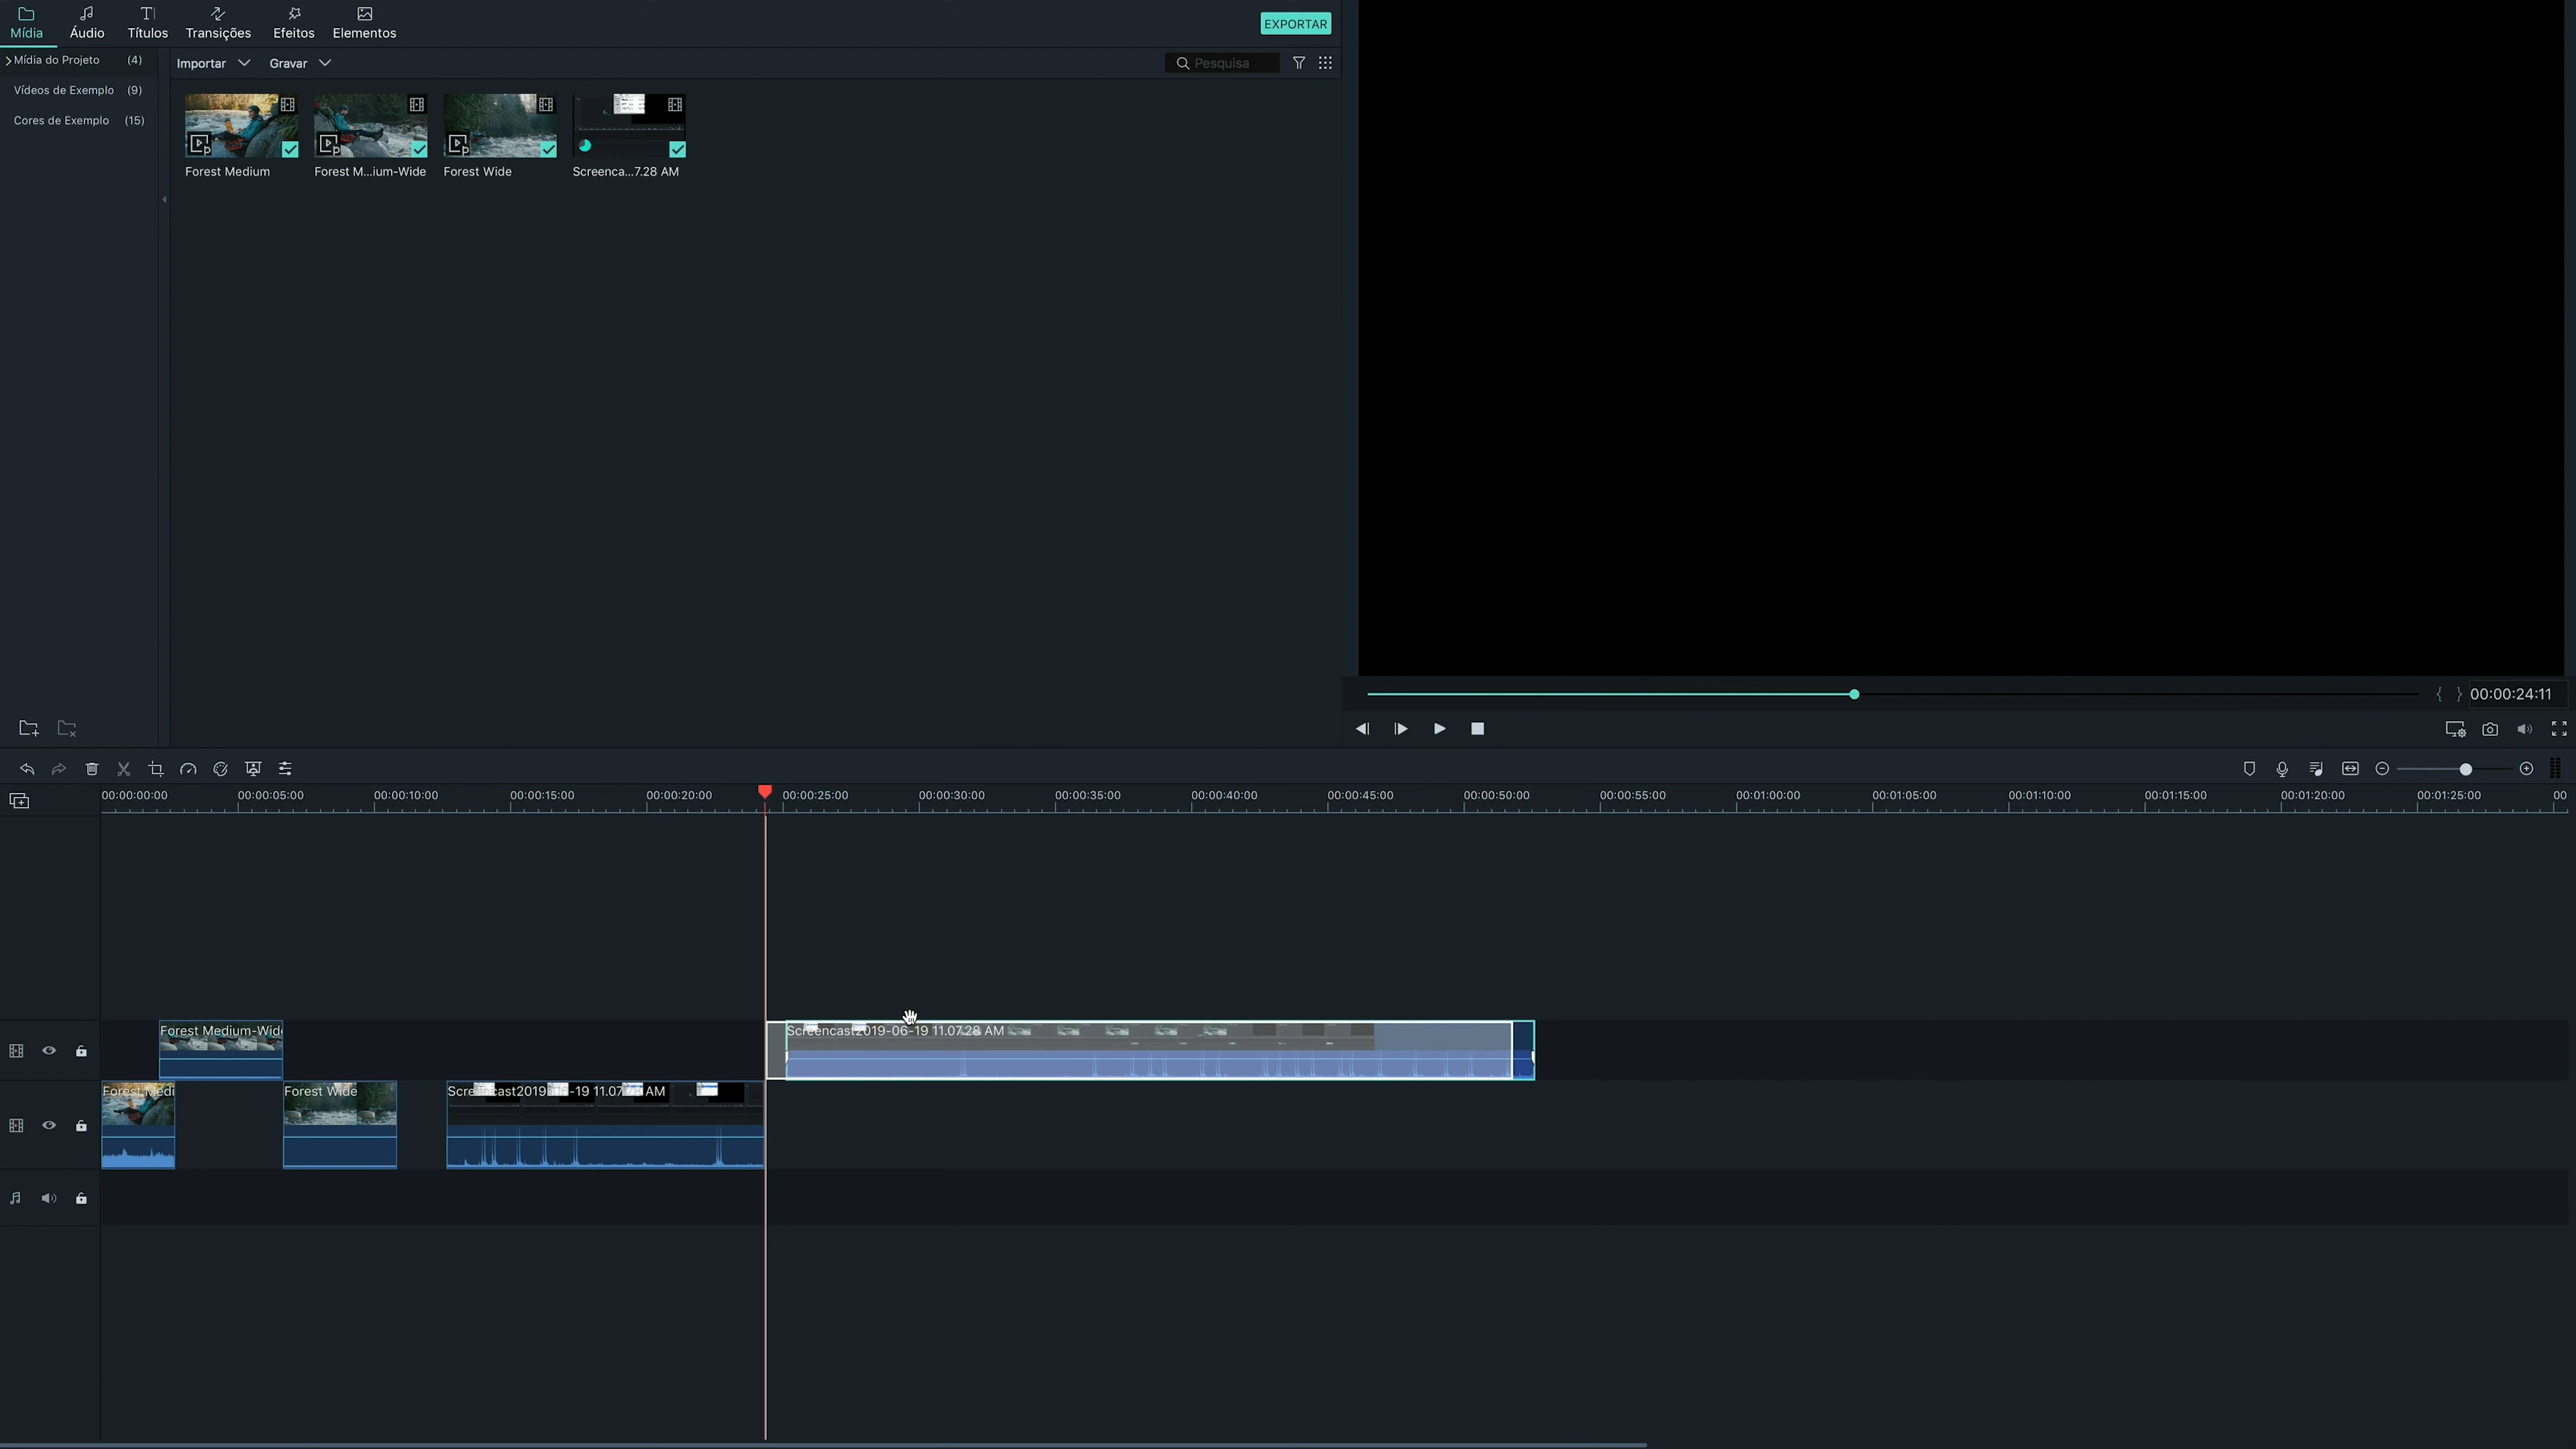 Mídia Áudio Títulos Transições Efeitos Elementos EXPORTAR
Mídia do Projeto (4)
Vídeos de Exemplo (9)
Cores de Exemplo (15)
Importar Gravar Pesquisa
Forest Medium Forest M...ium-Wide Forest Wide Screenca...7.28 AM
{ } 00:00:24:11
00:00:00:00 00:00:05:00 00:00:10:00 00:00:15:00 00:00:20:00 00:00:25:00 00:00:30:00 00:00:35:00 00:00:40:00 00:00:45:00 00:00:50:00 00:00:55:00 00:01:00:00 00:01:05:00 00:01:10:00 00:01:15:00 00:01:20:00 00:01:25:00 00
Forest Medium-Wid Screencast2019-06-19 11.07.28 AM
Forest Medi Forest Wide Screencast2019-06-19 11.07.28 AM